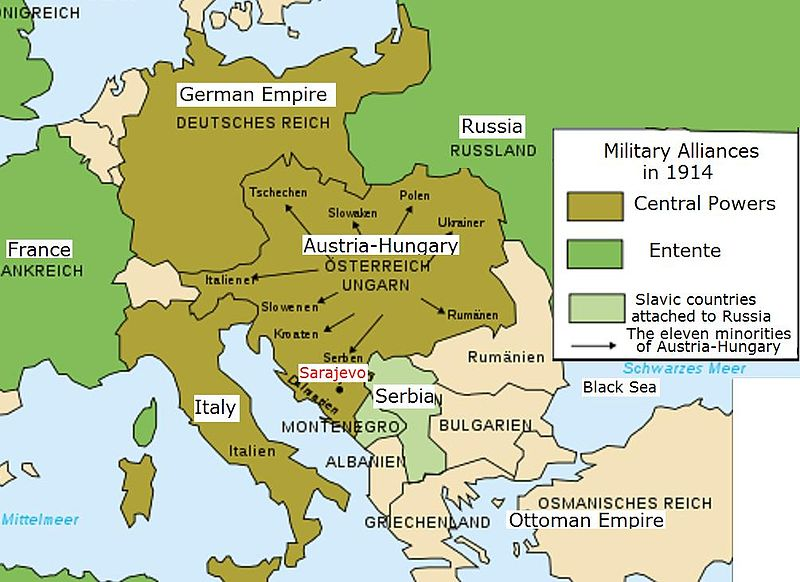 ÖNIGREICH
German Empire
DEUTSCHES REICH
Russia
RUSSLAND
Military Alliances
in 1914
Central Powers
Entente
Slavic countries
attached to Russia
The eleven minorities
of Austria-Hungary
France
ANKREICH
Tschechen
Slowaken
Polen
Ukrainer
Austria-Hungary
ÖSTERREICH
UNGARN
Italiener
Slowenen
Kroaten
Serben
Rumänen
Sarajevo
Dalmatien
Serbia
MONTENEGRO
ALBANIEN
Rumänien
BULGARIEN
Schwarzes Meer
Black Sea
Italy
Italien
Mittelmeer
GRIECHENLAND
OSMANISCHES REICH
Ottoman Empire